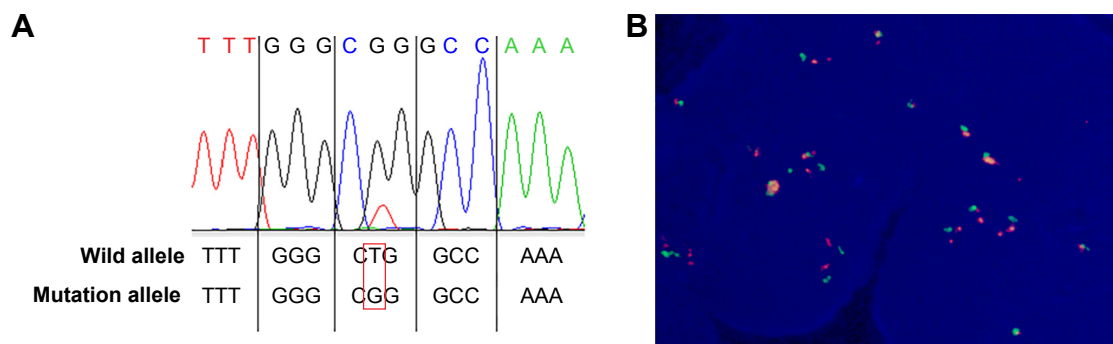 A
B
T T T G G G C G G G C C A A A
Wild allele TTT GGG CTG GCC AAA
Mutation allele TTT GGG CGG GCC AAA